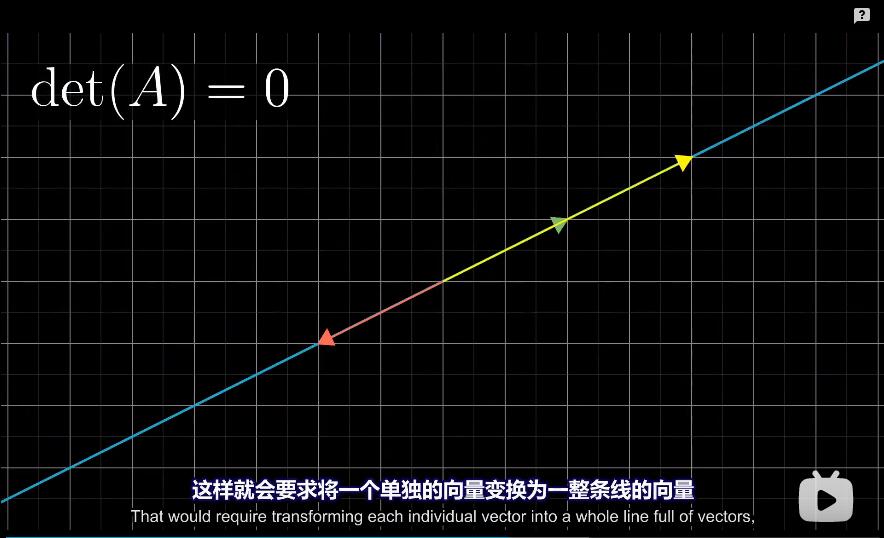 ?
det(A) = 0
这样就会要求将一个单独的向量变换为一整条线的向量
That would require transforming each individual vector into a whole line full of vectors,